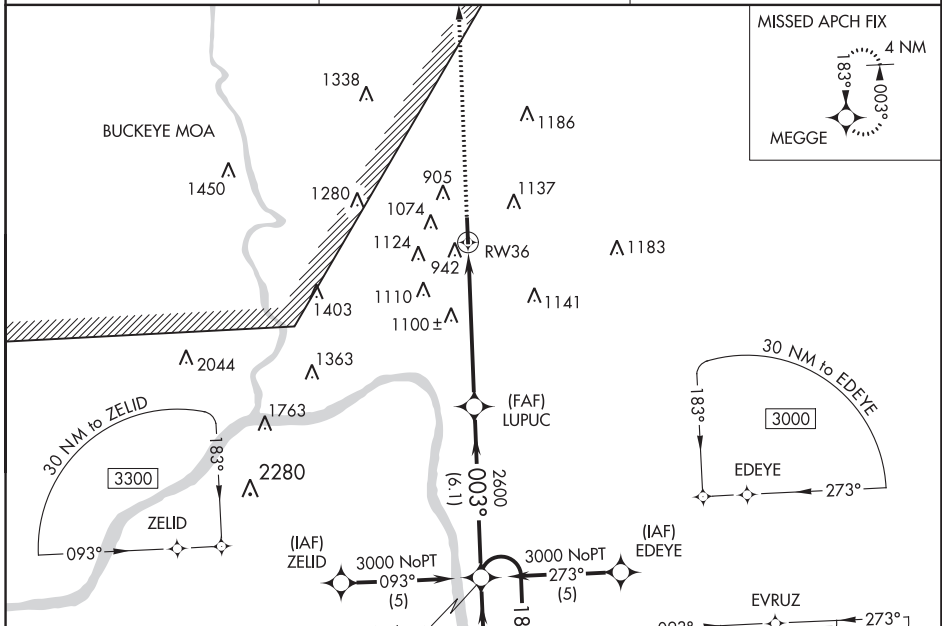 MISSED APCH FIX
4 NM
183°
003°
MEGGE
1338
1186
BUCKEYE MOA
1450
1280
905
1137
1074
1124
942
RW36
1183
1110
1403
1100±
1141
2044
1363
30 NM to EDEYE
183°
3000
EDEYE
273°
(FAF)
LUPUC
30 NM to ZELID
183°
1763
3300
2280
ZELID
093°
2600
003°
(6.1)
(IAF)
ZELID
3000 NoPT
093°
(5)
3000 NoPT
273°
(5)
(IAF)
EDEYE
EVRUZ
273°